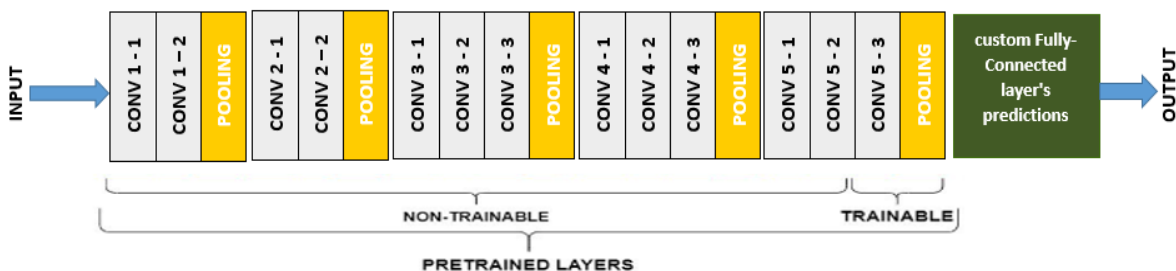 INPUT
CONV 1 - 1
CONV 1 – 2
POOLING
CONV 2 - 1
CONV 2 – 2
POOLING
CONV 3 - 1
CONV 3 - 2
CONV 3 - 3
POOLING
CONV 4 - 1
CONV 4 - 2
CONV 4 - 3
POOLING
CONV 5 - 1
CONV 5 - 2
CONV 5 - 3
POOLING
custom Fully-
Connected
layer's
predictions
OUTPUT
NON-TRAINABLE
TRAINABLE
PRETRAINED LAYERS